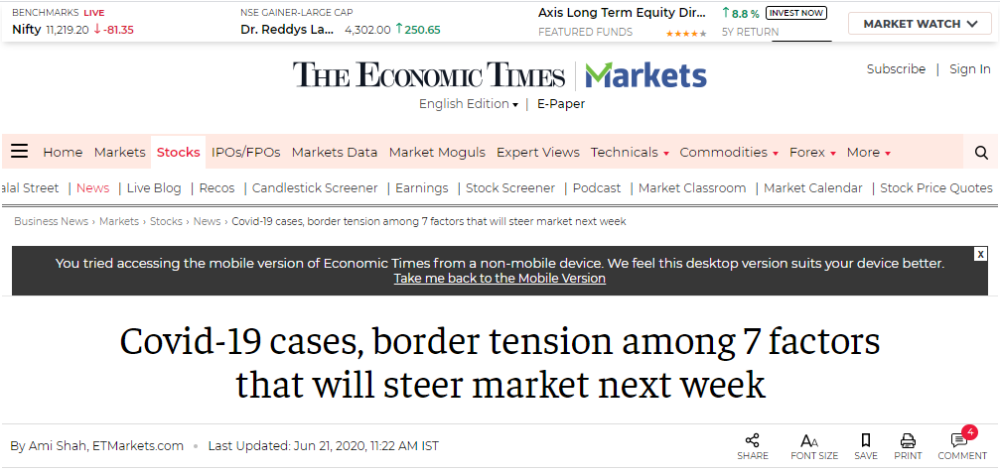 BENCHMARKS LIVE
Nifty 11,219.20 ↓ -81.35
NSE GAINER-LARGE CAP
Dr. Reddys La... 4,302.00 ↑ 250.65
Axis Long Term Equity Dir...
FEATURED FUNDS ★★★★★
↑ 8.8 % INVEST NOW
5Y RETURN
MARKET WATCH
THE ECONOMIC TIMES | Markets
English Edition | E-Paper
Subscribe | Sign In
Home Markets Stocks IPOs/FPOs Markets Data Market Moguls Expert Views Technicals Commodities Forex More
alal Street | News | Live Blog | Recos | Candlestick Screener | Earnings | Stock Screener | Podcast | Market Classroom | Market Calendar | Stock Price Quotes
Business News › Markets › Stocks › News › Covid-19 cases, border tension among 7 factors that will steer market next week
You tried accessing the mobile version of Economic Times from a non-mobile device. We feel this desktop version suits your device better.
Take me back to the Mobile Version
X
Covid-19 cases, border tension among 7 factors
that will steer market next week
By Ami Shah, ETMarkets.com • Last Updated: Jun 21, 2020, 11:22 AM IST
4
SHARE FONT SIZE SAVE PRINT COMMENT